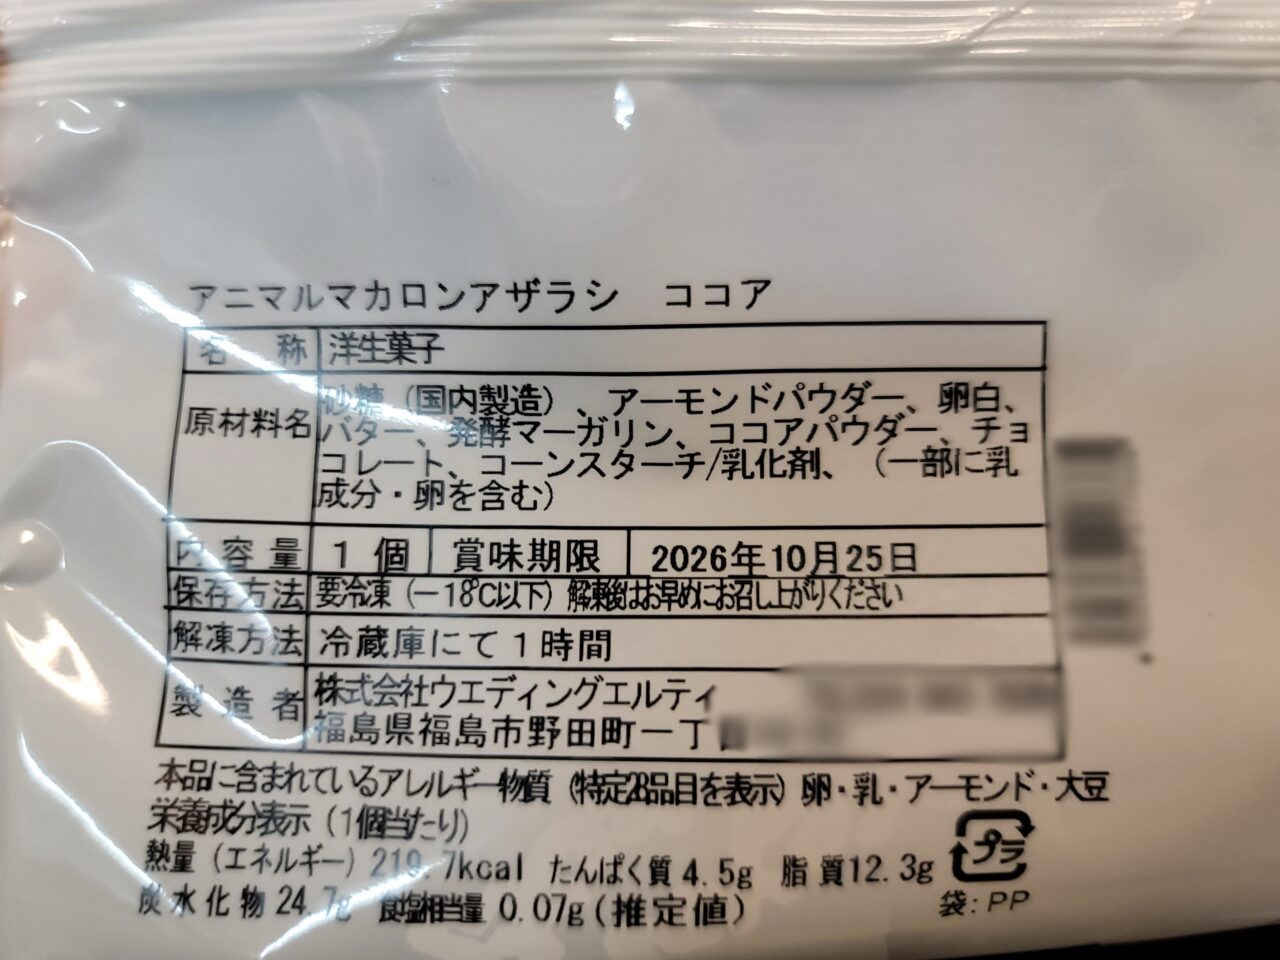 アニマルマカロンアザラシ ココア
名称 洋生菓子
原材料名 砂糖（国内製造）、アーモンドパウダー、卵白、
バター、発酵マーガリン、ココアパウダー、チョ
コレート、コーンスターチ/乳化剤、（一部に乳
成分・卵を含む）
内容量 1個 賞味期限 2026年10月25日
保存方法 要冷凍（－18℃以下）解凍後はお早めにお召し上がりください
解凍方法 冷蔵庫にて1時間
製造者 株式会社ウエディングエルティ
福島県福島市野田町一丁
本品に含まれているアレルギー物質（特定28品目を表示）卵・乳・アーモンド・大豆
栄養成分表示（1個当たり）
熱量（エネルギー）219.7kcal たんぱく質4.5g 脂質12.3g
炭水化物24.7g 食塩相当量0.07g(推定値)
プラ
袋:PP